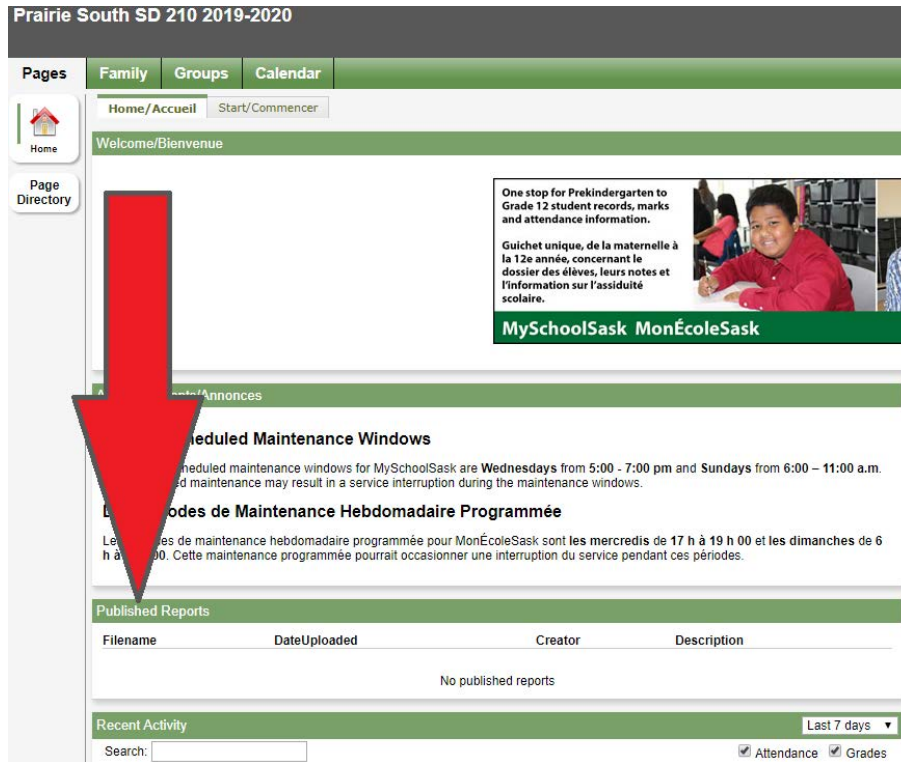 Prairie South SD 210 2019-2020
Pages
Family
Groups
Calendar
Home/Accueil
Start/Commencer
Home
Page
Directory
Welcome/Bienvenue
One stop for Prekindergarten to
Grade 12 student records, marks
and attendance information.
Guichet unique, de la maternelle à
la 12e année, concernant le
dossier des élèves, leurs notes et
l'information sur l'assiduité
scolaire.
MySchoolSask MonÉcoleSask
/Annonces
Maintenance Windows
maintenance windows for MySchoolSask are Wednesdays from 5:00 - 7:00 pm and Sundays from 6:00 – 11:00 a.m.
maintenance may result in a service interruption during the maintenance windows.
de Maintenance Hebdomadaire Programmée
de maintenance hebdomadaire programmée pour MonÉcoleSask sont les mercredis de 17 h à 19 h 00 et les dimanches de 6
h à Cette maintenance programmée pourrait occasionner une interruption du service pendant ces périodes.
Published Reports
Filename DateUploaded Creator Description
No published reports
Recent Activity Last 7 days
Search: Attendance Grades